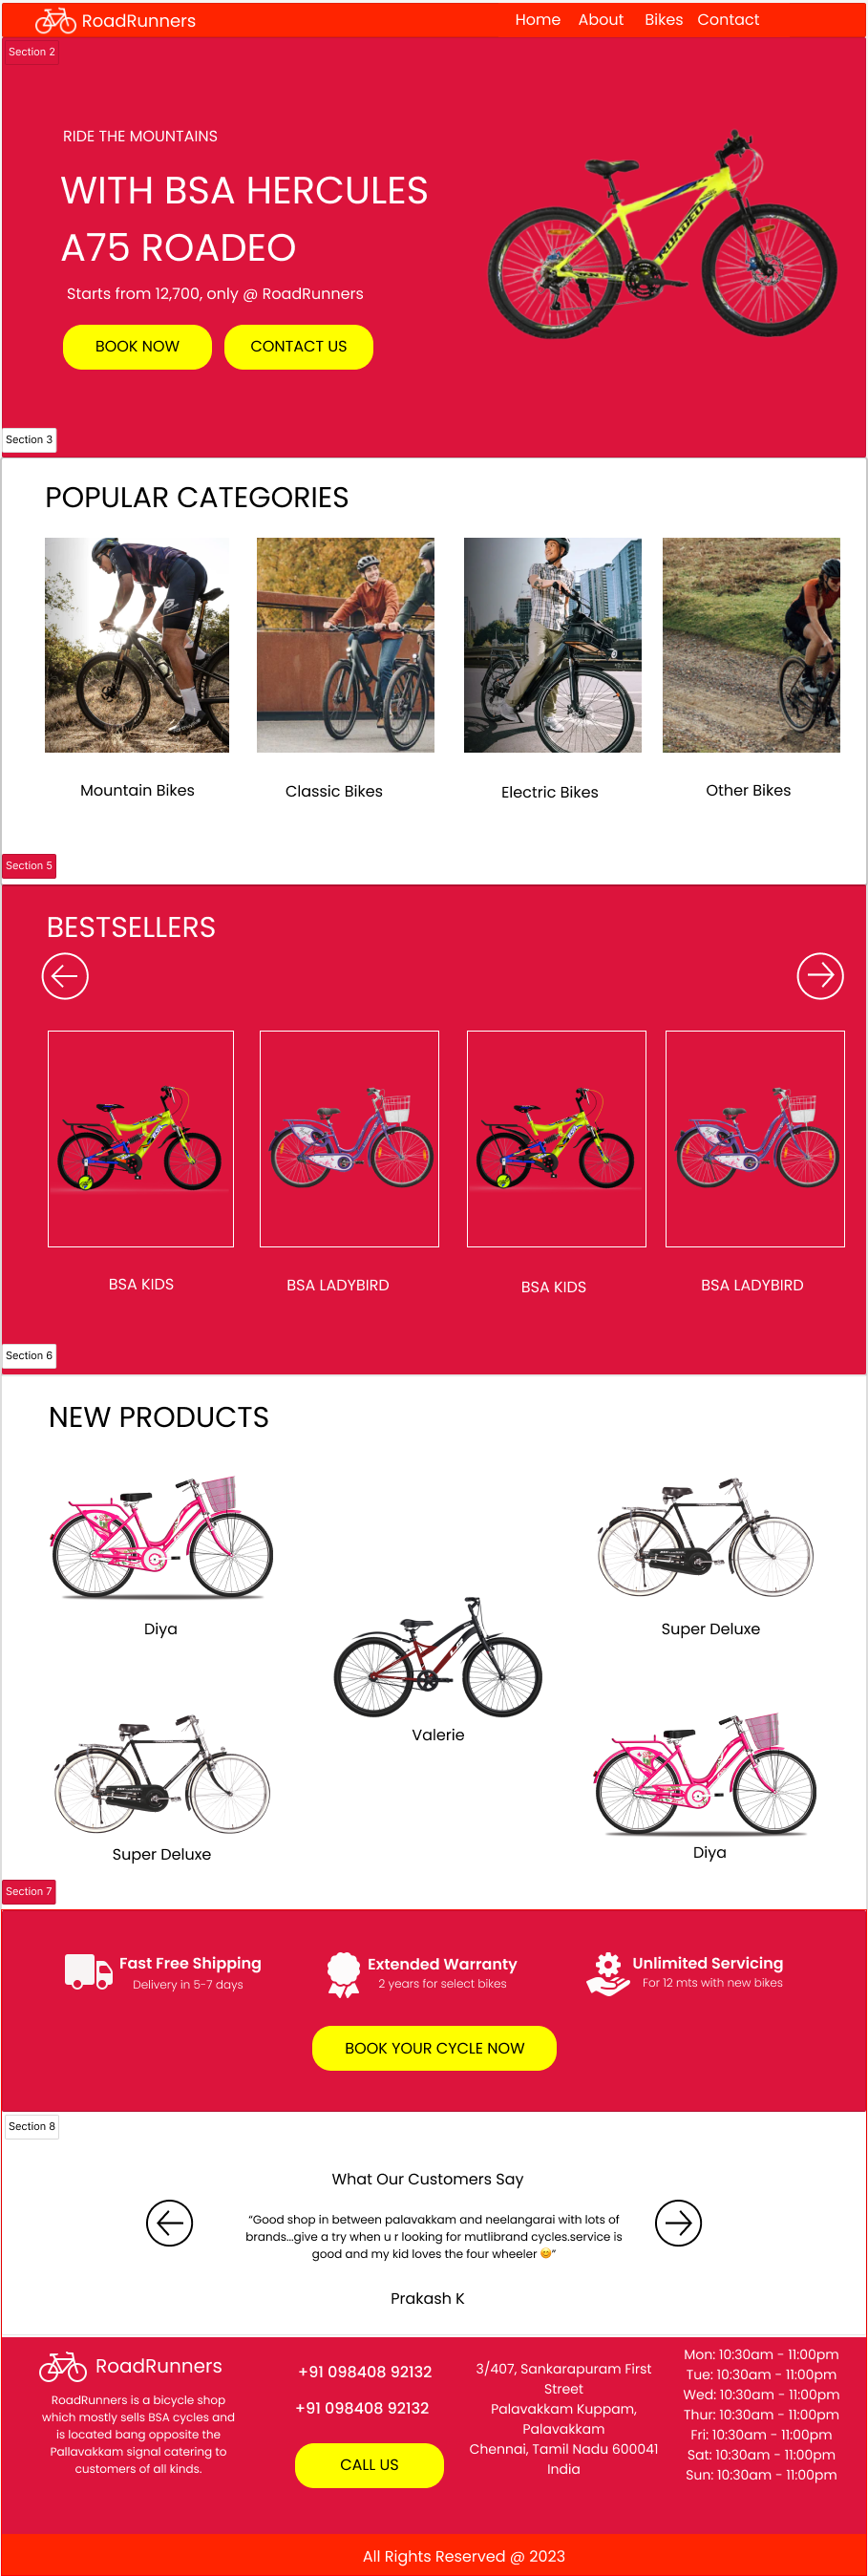 RoadRunners
Home About Bikes Contact
Section 2
RIDE THE MOUNTAINS
WITH BSA HERCULES
A75 ROADEO
Starts from 12,700, only @ RoadRunners
BOOK NOW CONTACT US
ROADEO
Section 3
POPULAR CATEGORIES
Mountain Bikes
Classic Bikes
Electric Bikes
Other Bikes
Section 5
BESTSELLERS
BSA KIDS
BSA LADYBIRD
BSA KIDS
BSA LADYBIRD
Section 6
NEW PRODUCTS
Diya
Super Deluxe
Valerie
Super Deluxe
Diya
Section 7
Fast Free Shipping
Delivery in 5-7 days
Extended Warranty
2 years for select bikes
Unlimited Servicing
For 12 mts with new bikes
BOOK YOUR CYCLE NOW
Section 8
What Our Customers Say
“Good shop in between palavakkam and neelangarai with lots of
brands...give a try when u r looking for mutlibrand cycles.service is
good and my kid loves the four wheeler 😊”
Prakash K
RoadRunners
RoadRunners is a bicycle shop
which mostly sells BSA cycles and
is located bang opposite the
Pallavakkam signal catering to
customers of all kinds.
+91 098408 92132
+91 098408 92132
CALL US
3/407, Sankarapuram First
Street
Palavakkam Kuppam,
Palavakkam
Chennai, Tamil Nadu 600041
India
Mon: 10:30am - 11:00pm
Tue: 10:30am - 11:00pm
Wed: 10:30am - 11:00pm
Thur: 10:30am - 11:00pm
Fri: 10:30am - 11:00pm
Sat: 10:30am - 11:00pm
Sun: 10:30am - 11:00pm
All Rights Reserved @ 2023